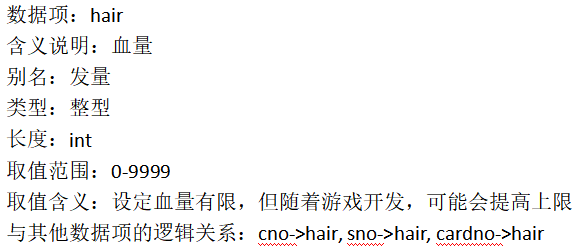 数据项：hair
含义说明：血量
别名：发量
类型：整型
长度：int
取值范围：0-9999
取值含义：设定血量有限，但随着游戏开发，可能会提高上限
与其他数据项的逻辑关系：cno->hair, sno->hair, cardno->hair